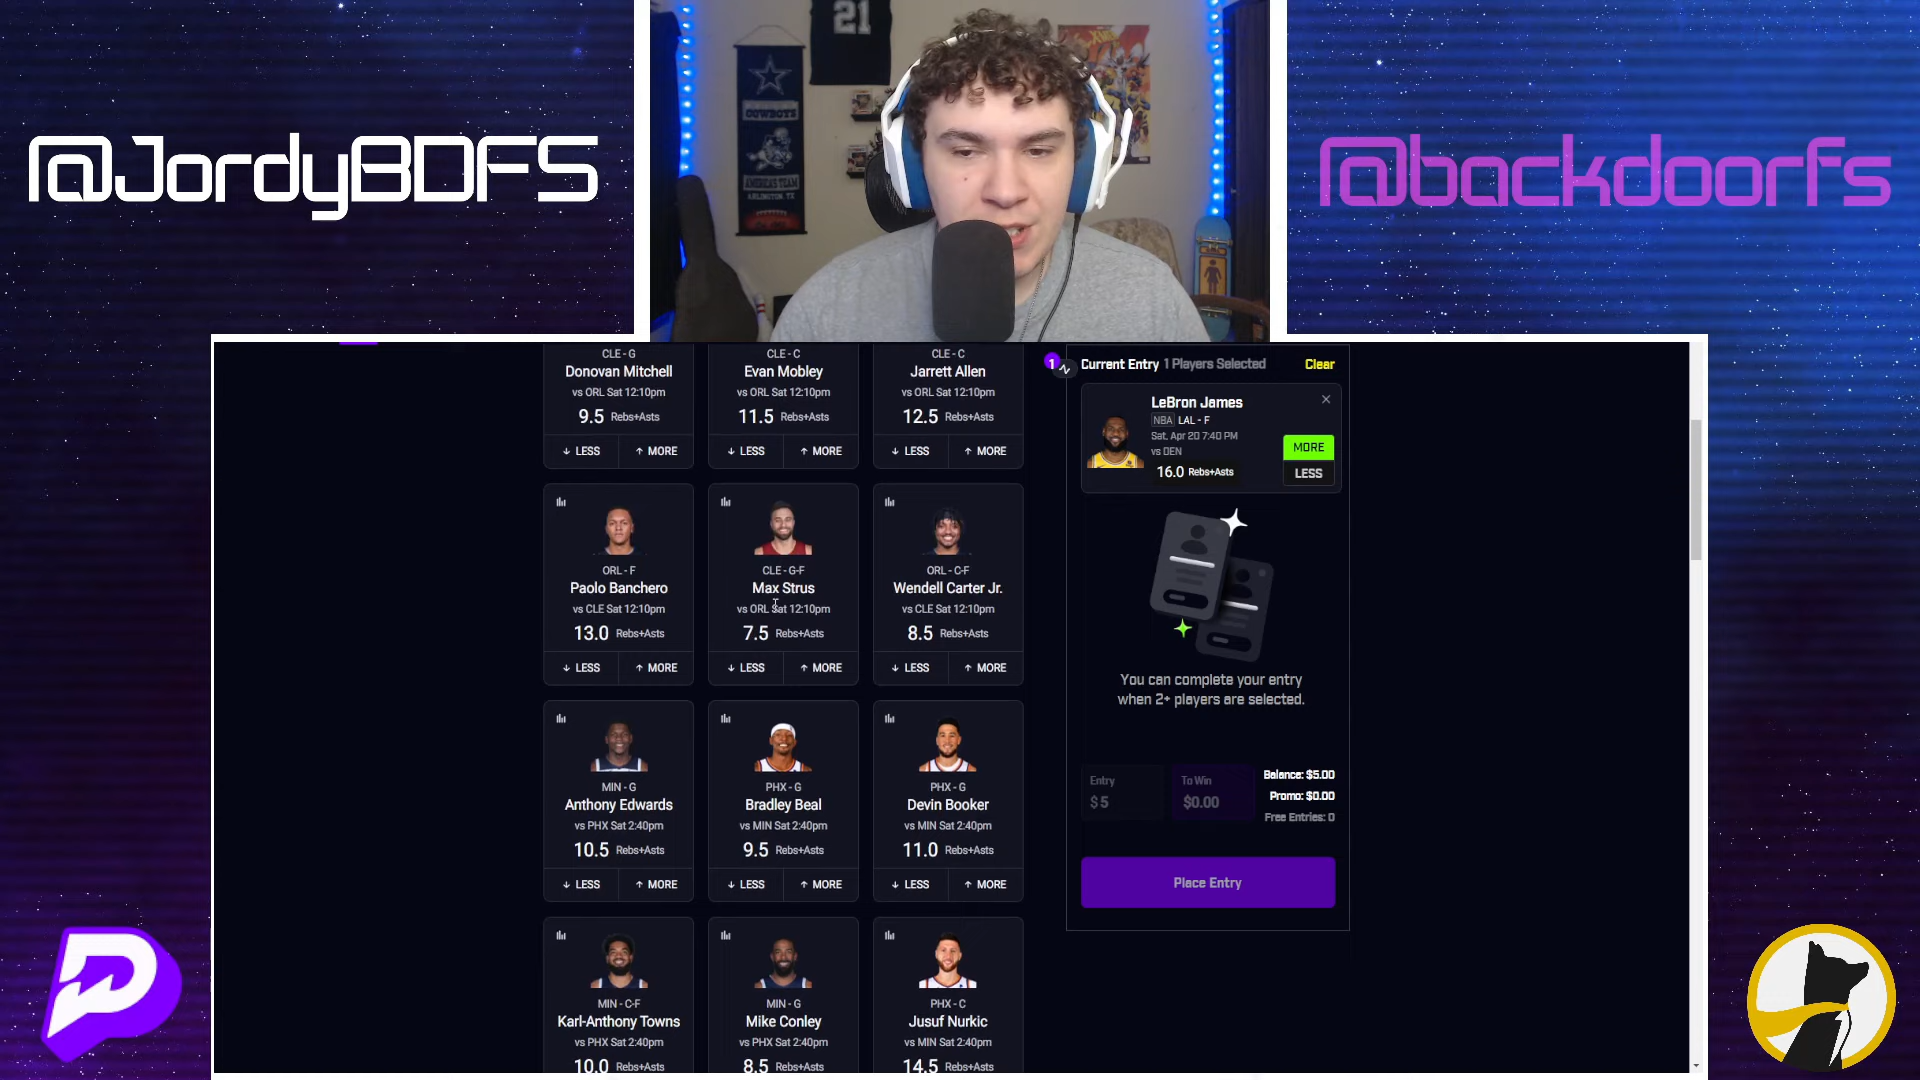 @JordyBDFS
21
COWBOYS
AMERICA'S TEAM
ARLINGTON, TX
@backdoorfs
CLE - G
Donovan Mitchell
vs ORL Sat 12:10pm
9.5 Rebs+Asts
↓ LESS ↑ MORE
CLE - C
Evan Mobley
vs ORL Sat 12:10pm
11.5 Rebs+Asts
↓ LESS ↑ MORE
CLE - C
Jarrett Allen
vs ORL Sat 12:10pm
12.5 Rebs+Asts
↓ LESS ↑ MORE
ORL - F
Paolo Banchero
vs CLE Sat 12:10pm
13.0 Rebs+Asts
↓ LESS ↑ MORE
CLE - G-F
Max Strus
vs ORL Sat 12:10pm
7.5 Rebs+Asts
↓ LESS ↑ MORE
ORL - C-F
Wendell Carter Jr.
vs CLE Sat 12:10pm
8.5 Rebs+Asts
↓ LESS ↑ MORE
MIN - G
Anthony Edwards
vs PHX Sat 2:40pm
10.5 Rebs+Asts
↓ LESS ↑ MORE
PHX - G
Bradley Beal
vs MIN Sat 2:40pm
9.5 Rebs+Asts
↓ LESS ↑ MORE
PHX - G
Devin Booker
vs MIN Sat 2:40pm
11.0 Rebs+Asts
↓ LESS ↑ MORE
MIN - C-F
Karl-Anthony Towns
vs PHX Sat 2:40pm
10.0 Rebs+Asts
MIN - G
Mike Conley
vs PHX Sat 2:40pm
8.5 Rebs+Asts
PHX - C
Jusuf Nurkic
vs MIN Sat 2:40pm
14.5 Rebs+Asts
1
Current Entry 1 Players Selected Clear
LeBron James
NBA LAL - F
Sat, Apr 20 7:40 PM
vs DEN
16.0 Rebs+Asts
MORE
LESS
You can complete your entry
when 2+ players are selected.
Entry
$5
To Win
$0.00
Balance: $5.00
Promo: $0.00
Free Entries: 0
Place Entry